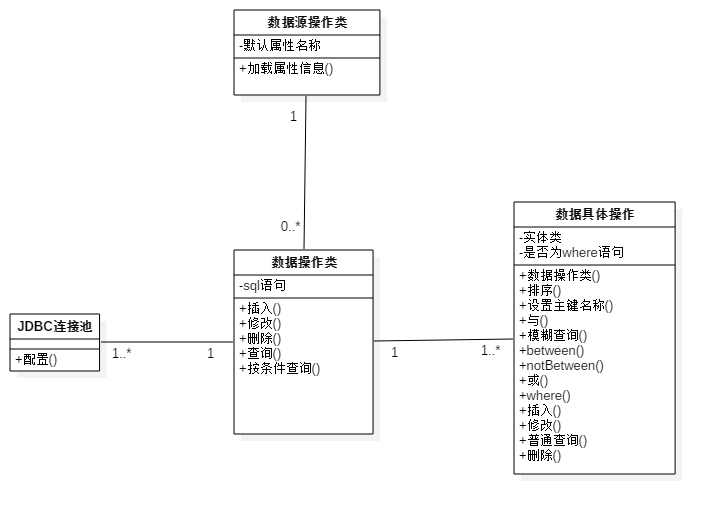 数据源操作类
-默认属性名称
+加载属性信息()
1
0..*
数据操作类
-sql语句
+插入()
+修改()
+删除()
+查询()
+按条件查询()
JDBC连接池
+配置()
1..*
1
1
1..*
数据具体操作
-实体类
-是否为where语句
+数据操作类()
+排序()
+设置主键名称()
+与()
+模糊查询()
+between()
+notBetween()
+或()
+where()
+插入()
+修改()
+普通查询()
+删除()